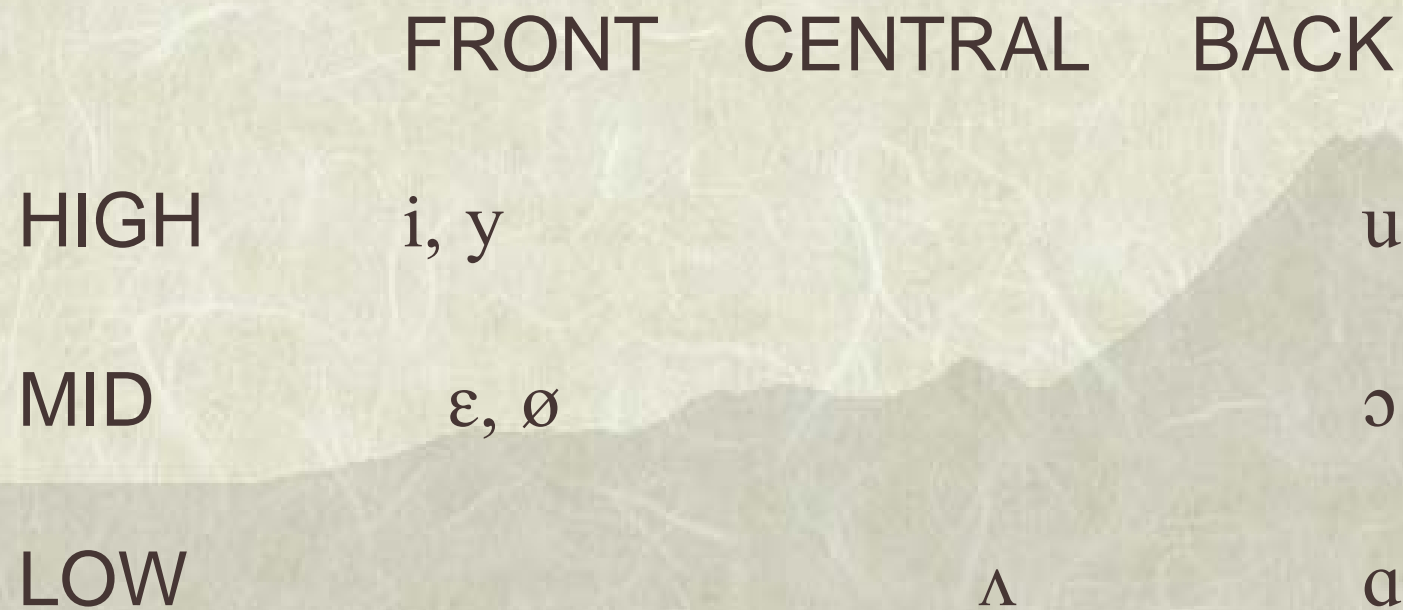 FRONT CENTRAL BACK
HIGH i, y u
MID ɛ, ø ɔ
LOW ʌ ɑ